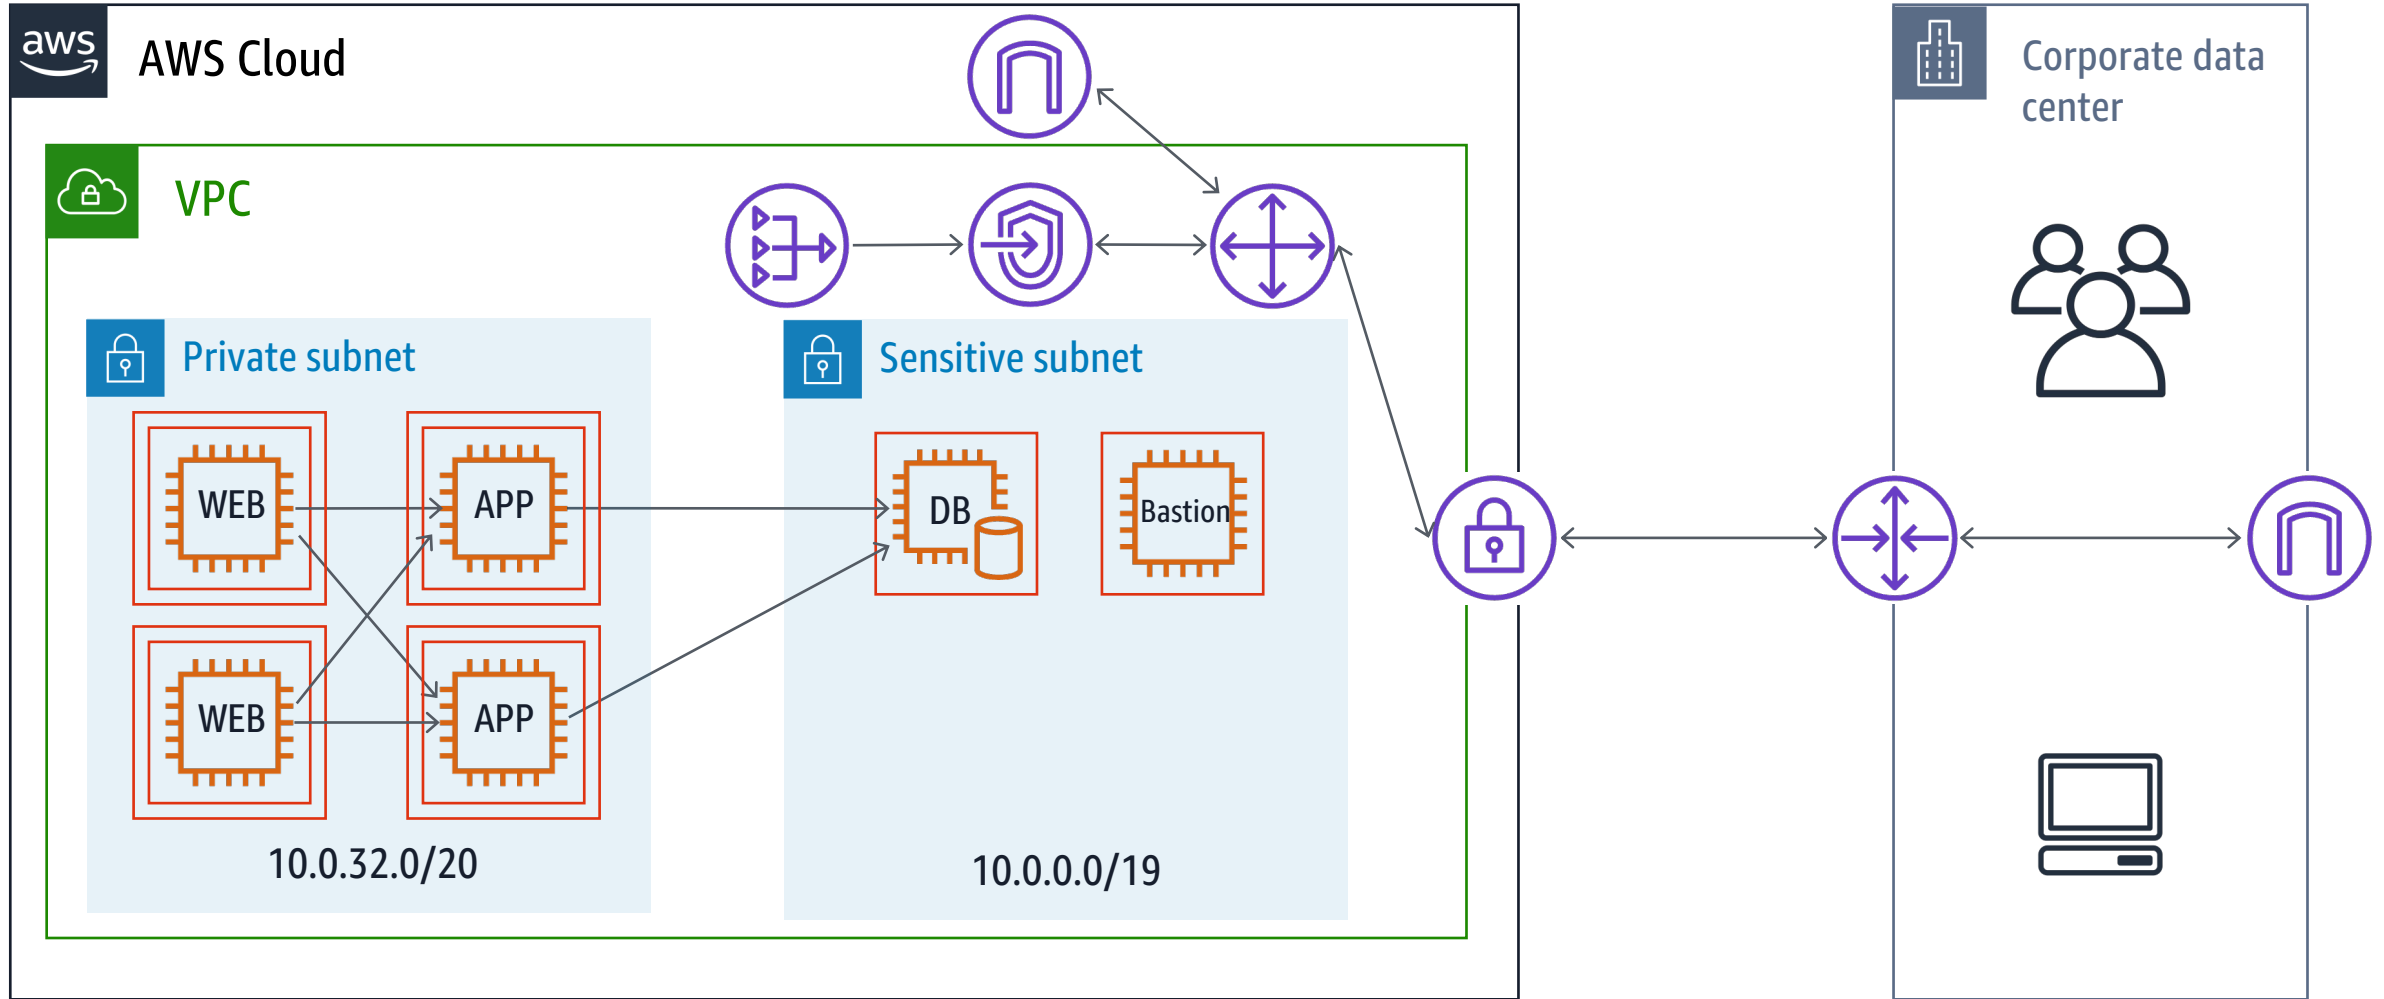 aws
AWS Cloud
Corporate data
center
VPC
Private subnet
Sensitive subnet
WEB
APP
DB
Bastion
WEB
APP
10.0.32.0/20
10.0.0.0/19